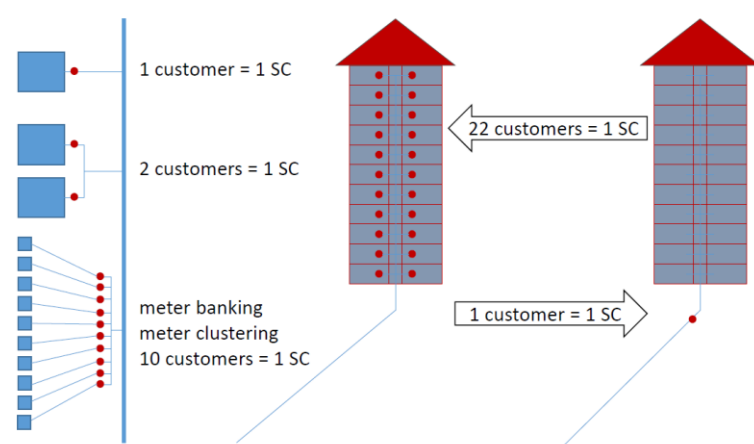 1 customer = 1 SC
2 customers = 1 SC
meter banking
meter clustering
10 customers = 1 SC
22 customers = 1 SC
1 customer = 1 SC